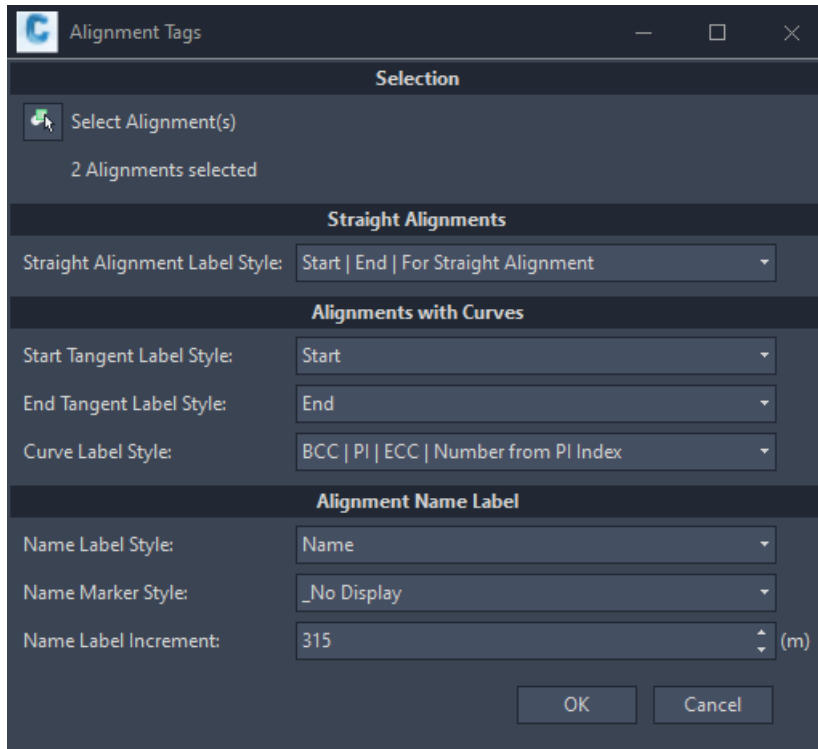 Alignment Tags
Selection
Select Alignment(s)
2 Alignments selected
Straight Alignments
Straight Alignment Label Style: Start | End | For Straight Alignment
Alignments with Curves
Start Tangent Label Style: Start
End Tangent Label Style: End
Curve Label Style: BCC | PI | ECC | Number from PI Index
Alignment Name Label
Name Label Style: Name
Name Marker Style: _No Display
Name Label Increment: 315 (m)
OK Cancel